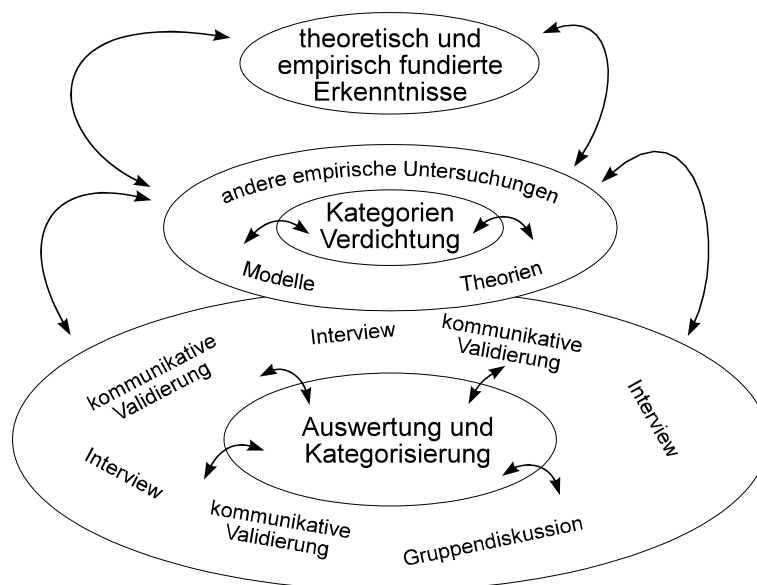 theoretisch und
empirisch fundierte
Erkenntnisse
andere empirische Untersuchungen
Kategorien
Verdichtung
Modelle
Theorien
Interview
kommunikative
Validierung
kommunikative
Validierung
Interview
Auswertung und
Kategorisierung
Interview
kommunikative
Validierung
Gruppendiskussion